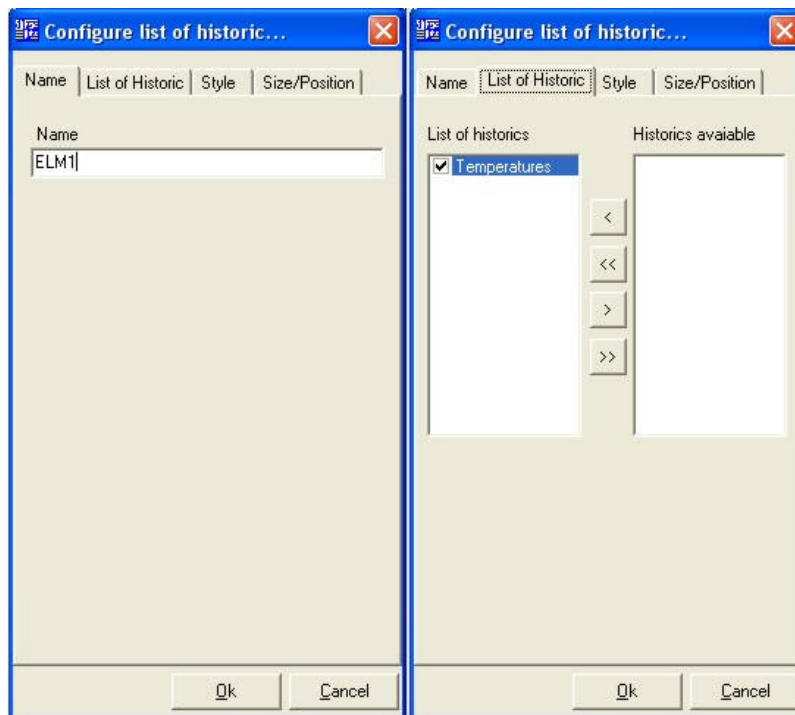 Configure list of historic...
Name List of Historic Style Size/Position
Name
ELM1
Ok Cancel
Configure list of historic...
Name List of Historic Style Size/Position
List of historics Historics avaiable
Temperatures
<
<<
>
>>
Ok Cancel